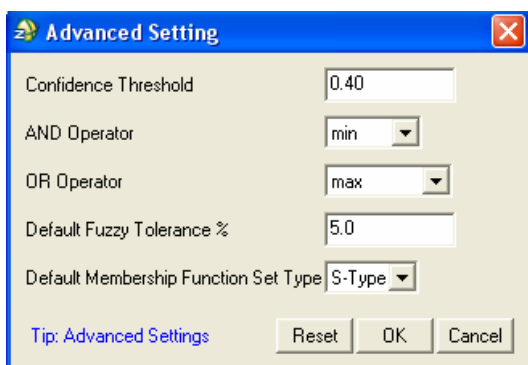 Advanced Setting
Confidence Threshold 0.40
AND Operator min
OR Operator max
Default Fuzzy Tolerance % 5.0
Default Membership Function Set Type S-Type
Tip: Advanced Settings Reset OK Cancel